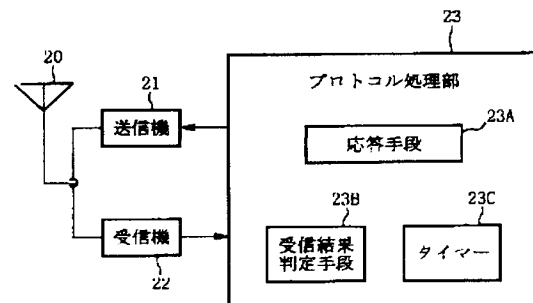 23
20
プロトコル処理部
21
送信機
23A
応答手段
23B
23C
受信機
受信結果
判定手段
タイマー
22